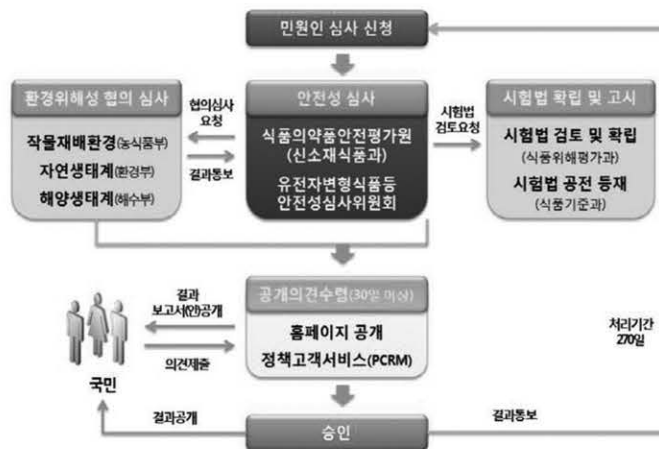 민원인 심사 신청
환경위해성 협의 심사
작물재배환경(농식품부)
자연생태계(환경부)
해양생태계(해수부)
협의심사
요청
결과통보
안전성 심사
식품의약품안전평가원
(신소재식품과)
유전자변형식품등
안전성심사위원회
시험법
검토요청
시험법 확립 및 고시
시험법 검토 및 확립
(식품위해평가과)
시험법 공전 등재
(식품기준과)
공개의견수렴(30일 이상)
홈페이지 공개
정책고객서비스(PCRM)
결과
보고서(안)공개
의견제출
국민
처리기간
270일
결과공개
승인
결과통보